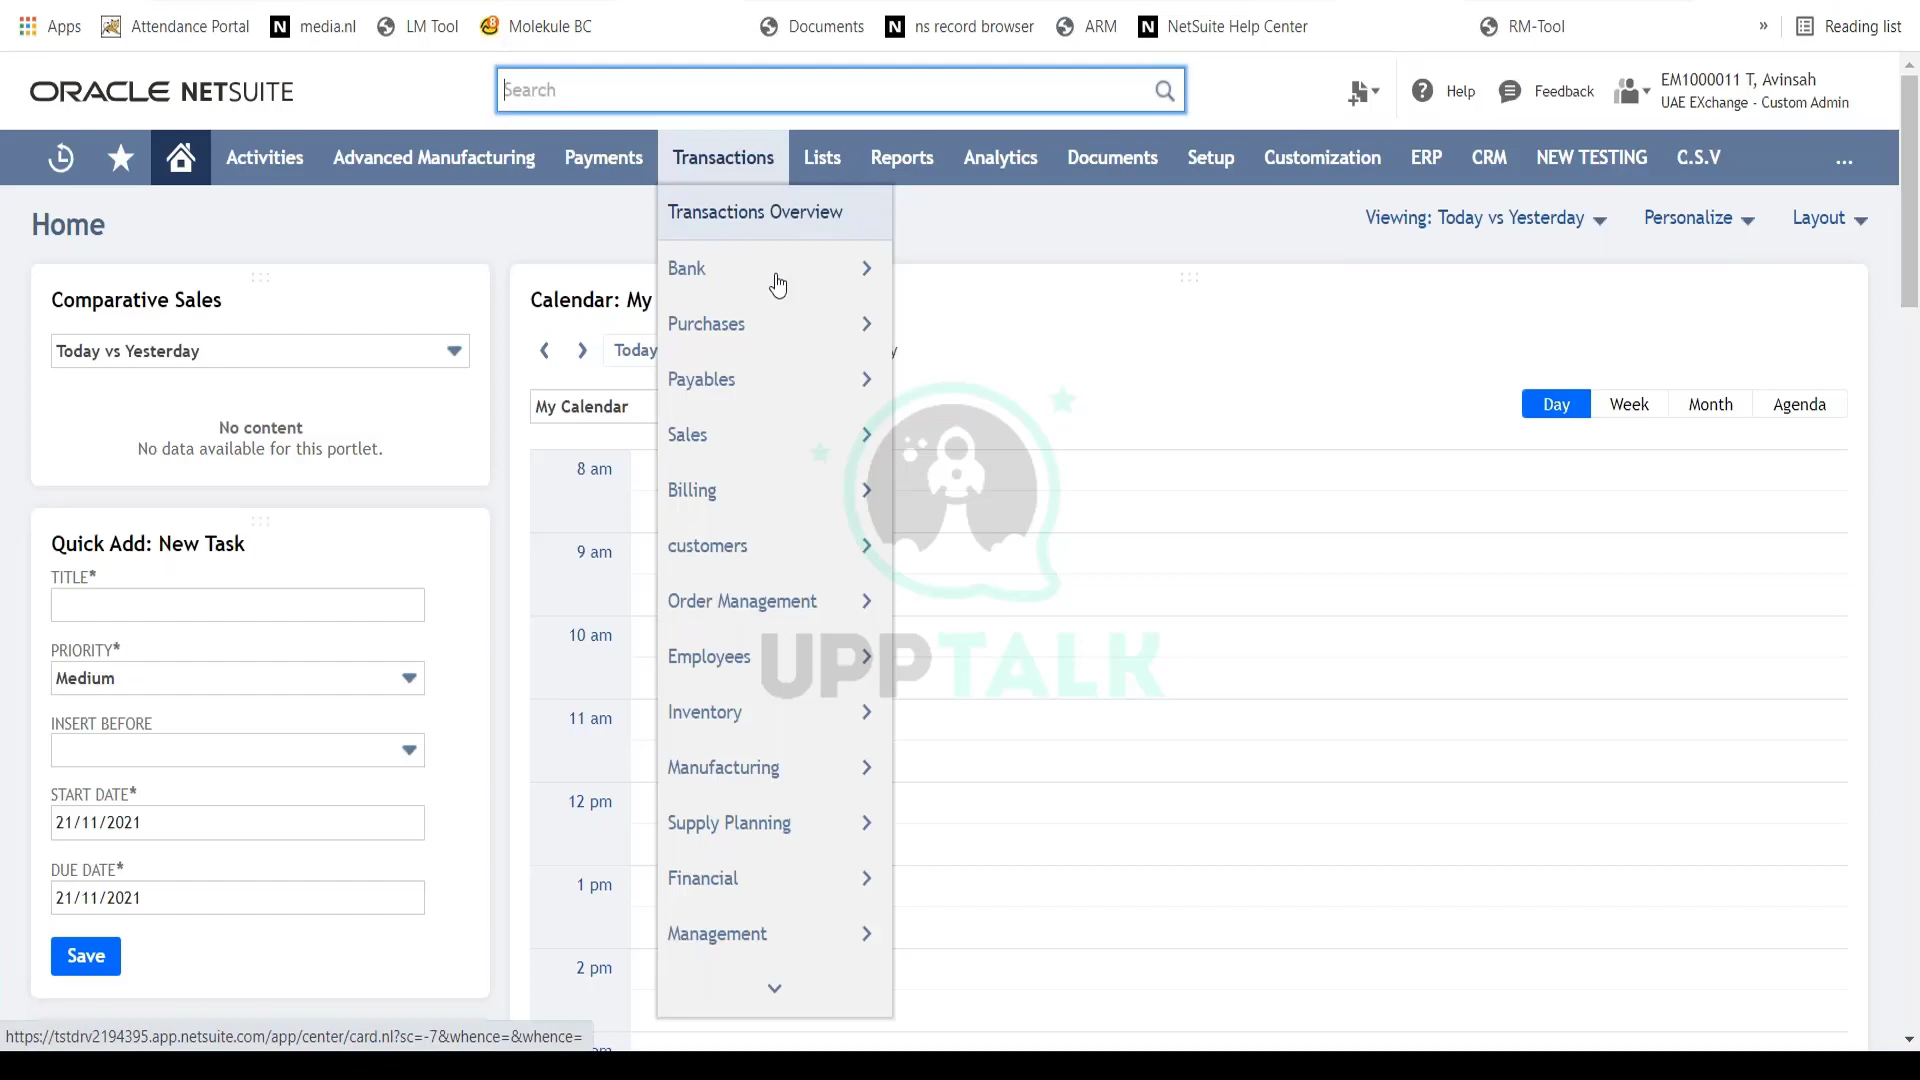 Apps Attendance Portal media.nl LM Tool Molekule BC Documents ns record browser ARM NetSuite Help Center RM-Tool » Reading list
ORACLE NETSUITE
Search
Help
Feedback
EM1000011 T, Avinsah
UAE EXchange - Custom Admin
Activities Advanced Manufacturing Payments Transactions Lists Reports Analytics Documents Setup Customization ERP CRM NEW TESTING C.S.V ...
Home
Viewing: Today vs Yesterday Personalize Layout
Comparative Sales
Today vs Yesterday
No content
No data available for this portlet.
Quick Add: New Task
TITLE*
PRIORITY*
Medium
INSERT BEFORE
START DATE*
21/11/2021
DUE DATE*
21/11/2021
Save
Transactions Overview
Bank
Purchases
Payables
Sales
Billing
customers
Order Management
Employees
Inventory
Manufacturing
Supply Planning
Financial
Management
Calendar: My
Today
My Calendar
Day Week Month Agenda
8 am
9 am
10 am
11 am
12 pm
1 pm
2 pm
UPPTALK
https://tstdrv2194395.app.netsuite.com/app/center/card.nl?sc=-7&whence=&whence=